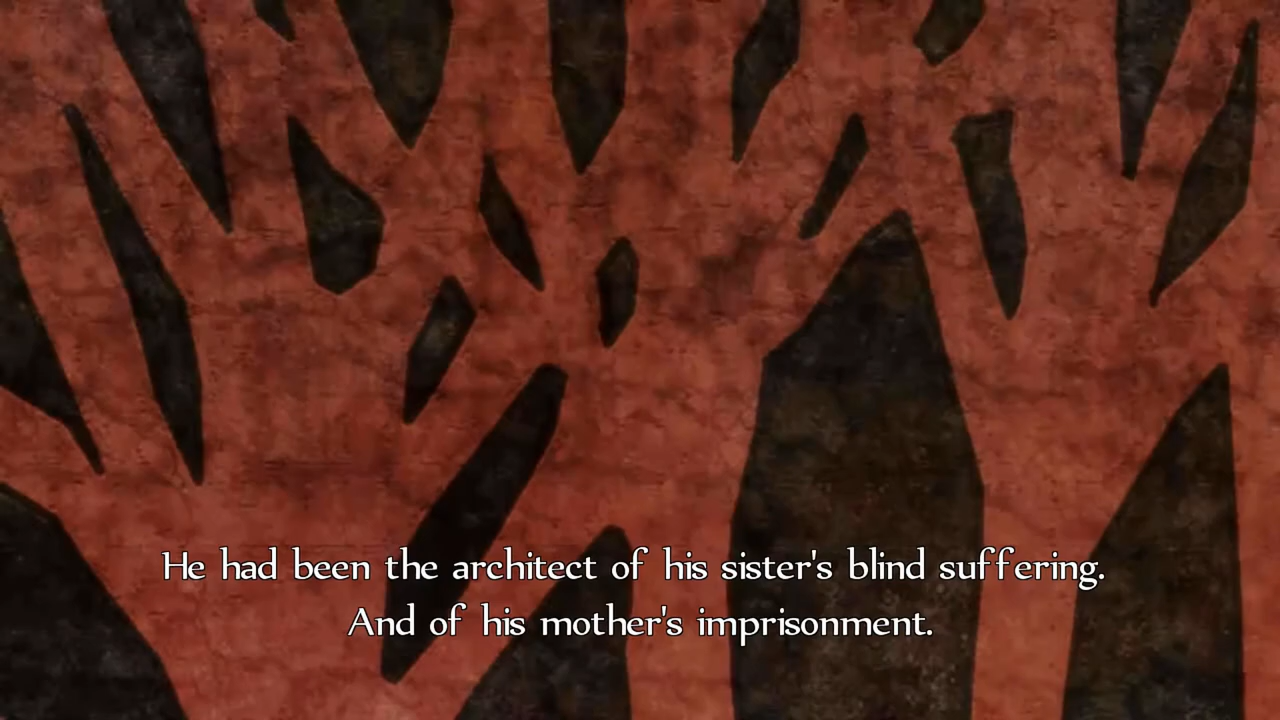 He had been the architect of his sister's blind suffering.
And of his mother's imprisonment.